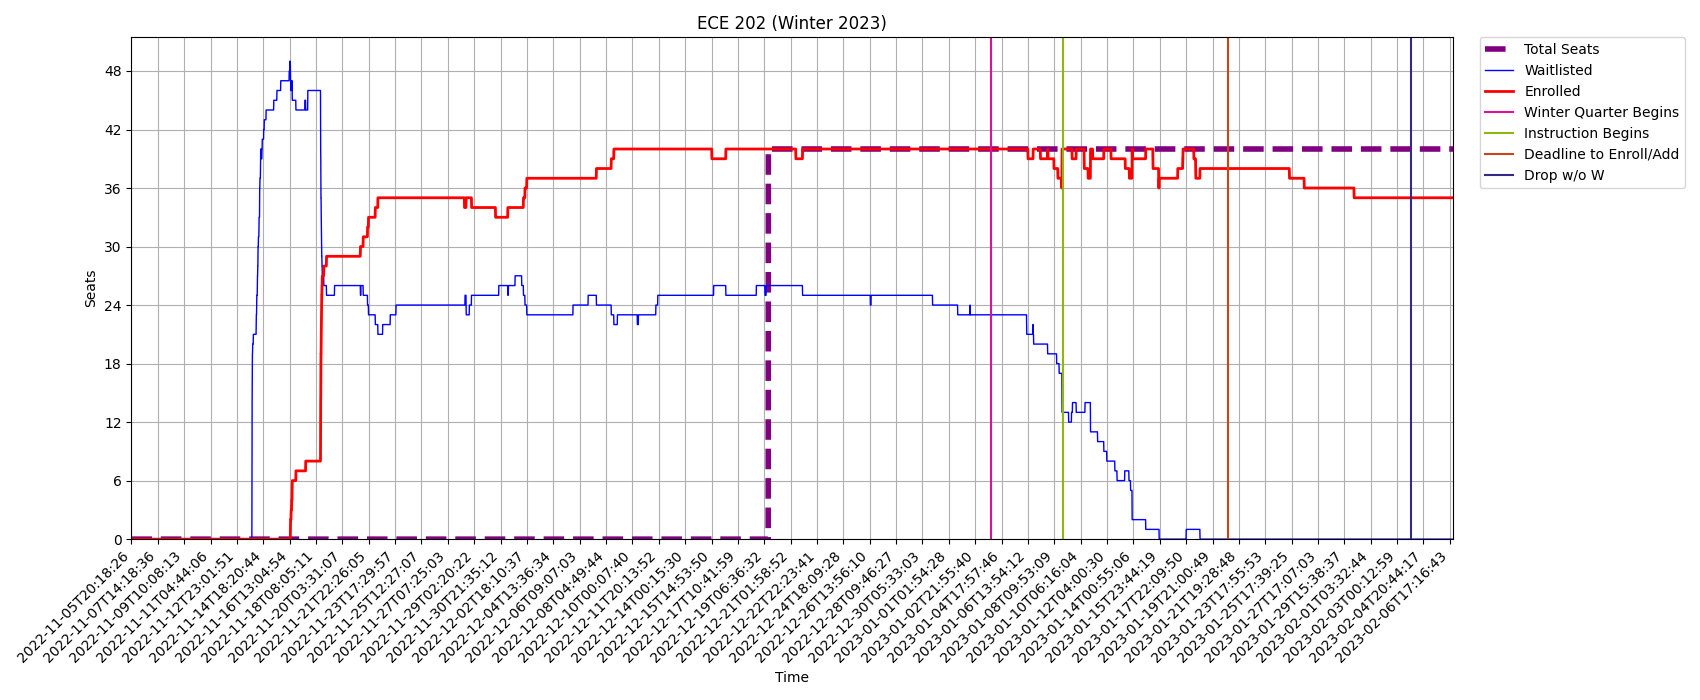 ECE 202 (Winter 2023)
Total Seats
Waitlisted
Enrolled
Winter Quarter Begins
Instruction Begins
Deadline to Enroll/Add
Drop w/o W
Seats
48
42
36
30
24
18
12
6
0
2022-11-05T20:18:26
2022-11-07T14:18:36
2022-11-09T10:08:13
2022-11-11T04:44:06
2022-11-12T23:01:51
2022-11-14T18:20:44
2022-11-16T13:04:54
2022-11-18T08:05:11
2022-11-20T03:31:07
2022-11-21T22:26:05
2022-11-23T17:29:57
2022-11-25T12:27:07
2022-11-27T07:25:03
2022-11-29T02:20:22
2022-11-30T21:35:12
2022-12-02T18:10:37
2022-12-04T13:36:34
2022-12-06T09:07:03
2022-12-08T04:49:44
2022-12-10T00:07:40
2022-12-11T20:13:52
2022-12-14T00:15:30
2022-12-15T14:53:50
2022-12-17T10:41:59
2022-12-19T06:36:32
2022-12-21T01:58:52
2022-12-22T22:23:41
2022-12-24T18:09:28
2022-12-26T13:56:10
2022-12-28T09:46:27
2022-12-30T05:33:03
2023-01-01T01:54:28
2023-01-02T21:55:40
2023-01-04T17:57:46
2023-01-06T13:54:12
2023-01-08T09:53:09
2023-01-10T06:16:04
2023-01-12T04:00:30
2023-01-14T00:55:06
2023-01-15T22:44:19
2023-01-17T22:09:50
2023-01-19T21:00:49
2023-01-21T19:28:48
2023-01-23T17:55:53
2023-01-25T17:39:25
2023-01-27T17:07:03
2023-01-29T15:38:37
2023-02-01T03:32:44
2023-02-03T00:12:59
2023-02-04T20:44:17
2023-02-06T17:16:43
Time